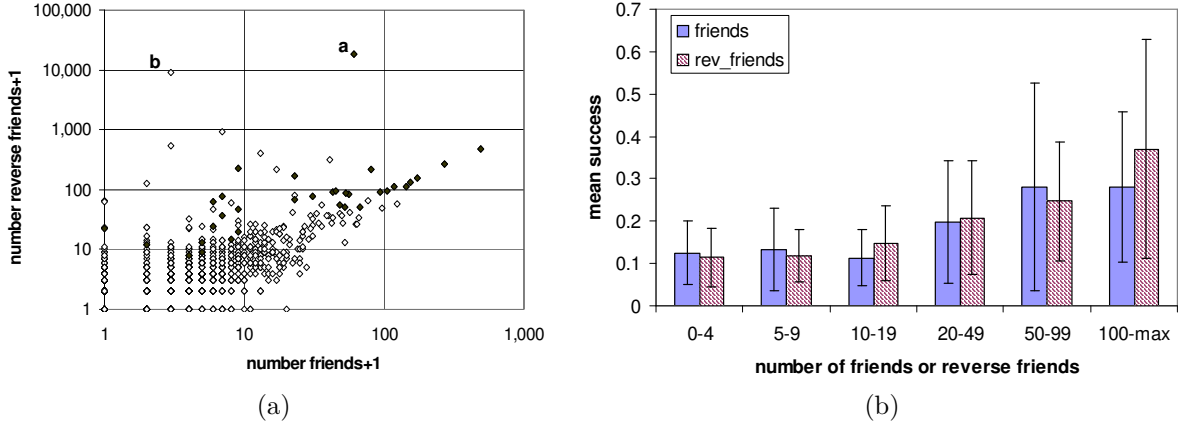 100,000
10,000
1,000
100
10
1
number reverse friends+1
a
b
1
10
100
1,000
number friends+1
(a)
0.7
0.6
0.5
0.4
0.3
0.2
0.1
0
mean success
friends
rev_friends
0-4
5-9
10-19
20-49
50-99
100-max
number of friends or reverse friends
(b)